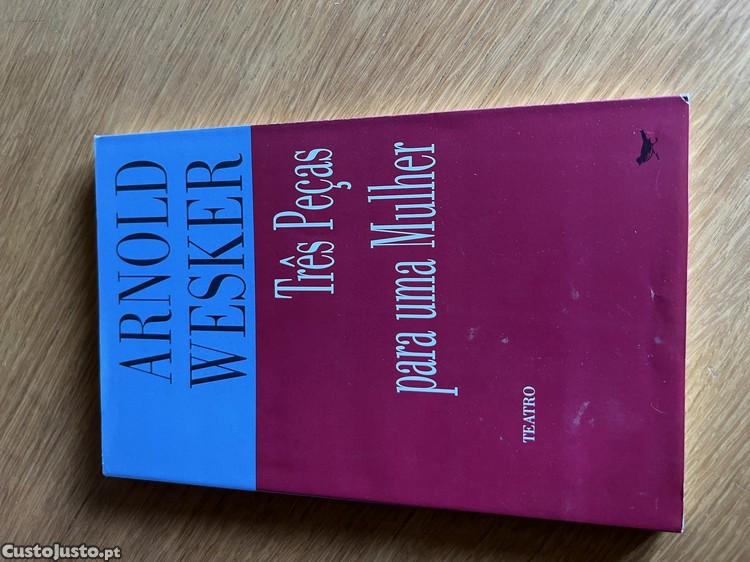 ARNOLD
WESKER
Três Peças
para uma Mulher
TEATRO
CustoJusto.pt